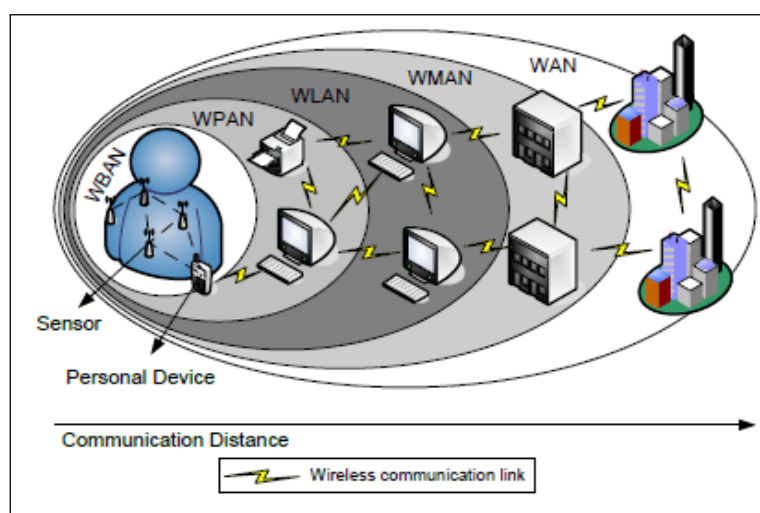 WAN
WMAN
WLAN
WPAN
WBAN
Sensor
Personal Device
Communication Distance
Wireless communication link